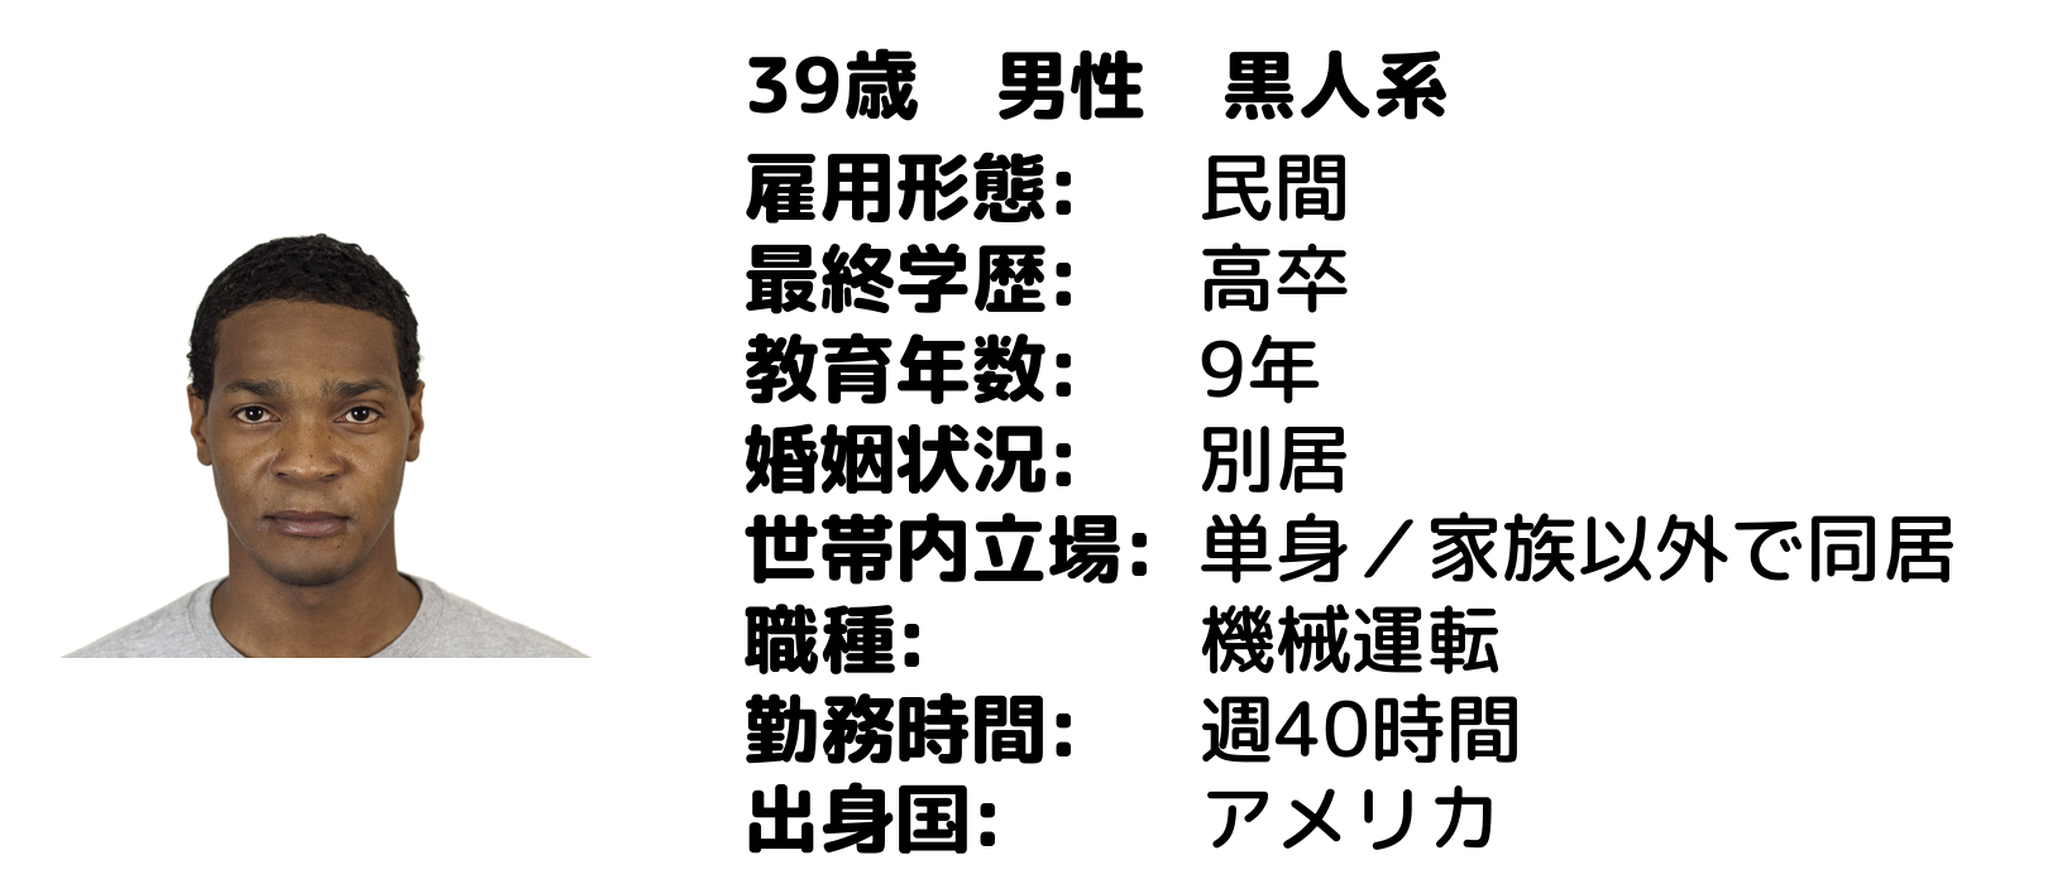 39歳　男性　黒人系
雇用形態: 民間
最終学歴: 高卒
教育年数: 9年
婚姻状況: 別居
世帯内立場: 単身／家族以外で同居
職種: 機械運転
勤務時間: 週40時間
出身国: アメリカ